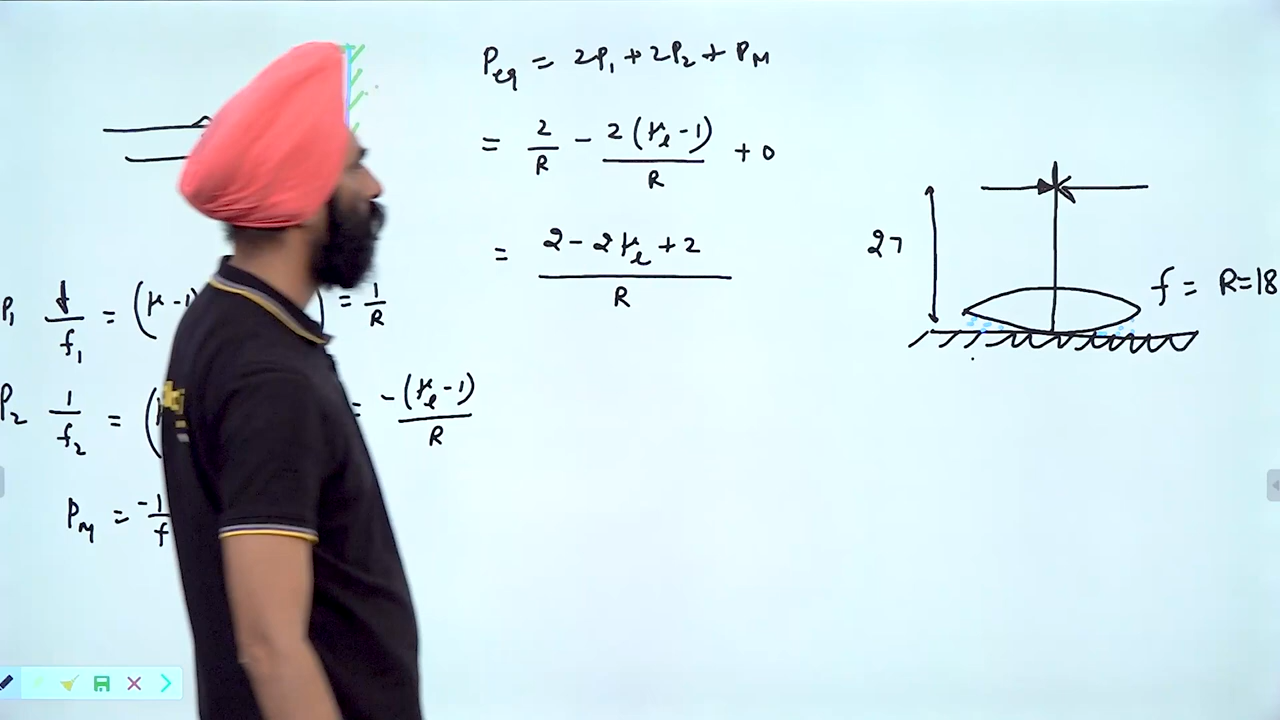 P_eq = 2P₁ + 2P₂ + P_M
= 2/R - 2(μ_l - 1)/R + 0
= (2 - 2μ_l + 2)/R
27
f = R=18
P₁ 1/f₁ = (μ-1) = 1/R
P₂ 1/f₂ = ( = -(μ_l - 1)/R
P_M = -1/f